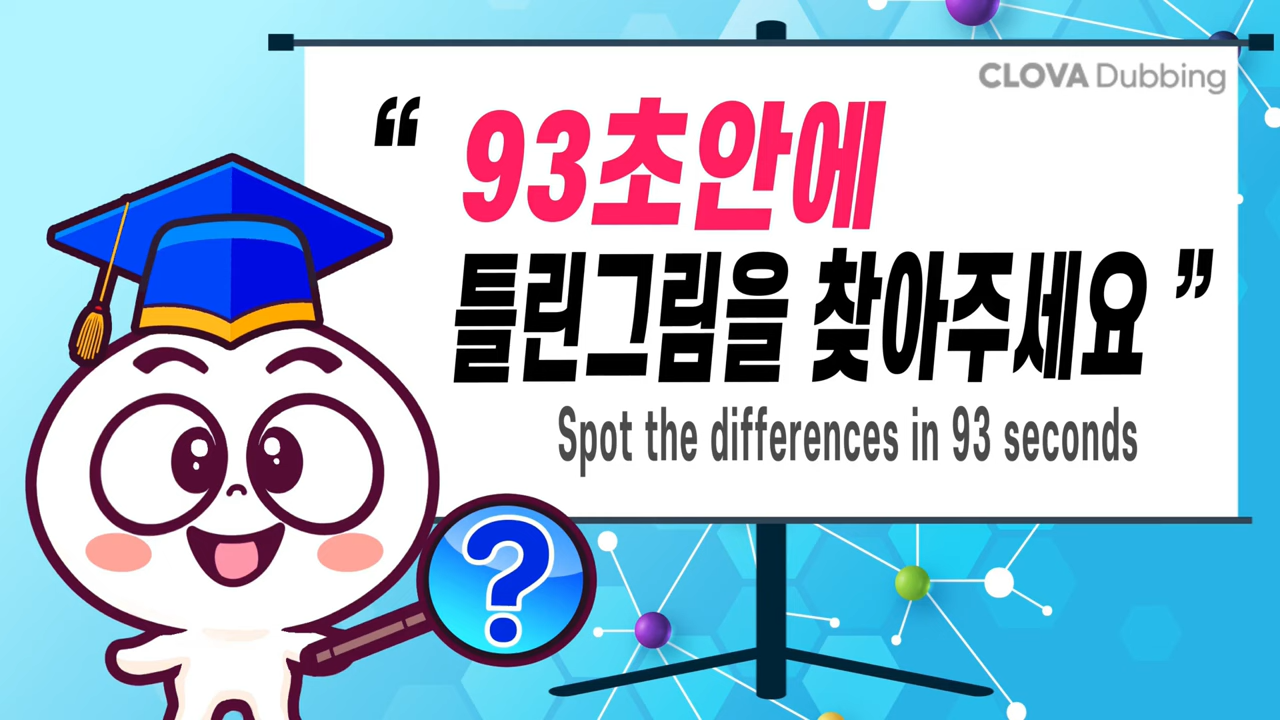 CLOVA Dubbing
“ 93초안에
틀린그림을 찾아주세요 ”
Spot the differences in 93 seconds
?